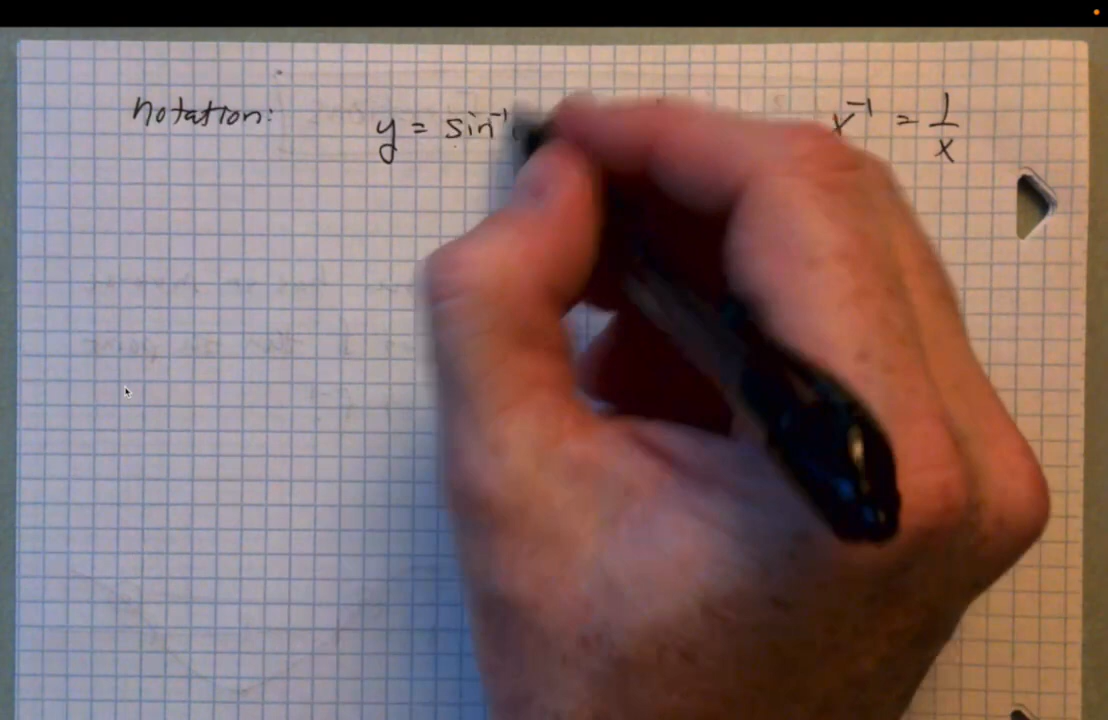 notation: y = sin⁻¹ x⁻¹ = 1/x